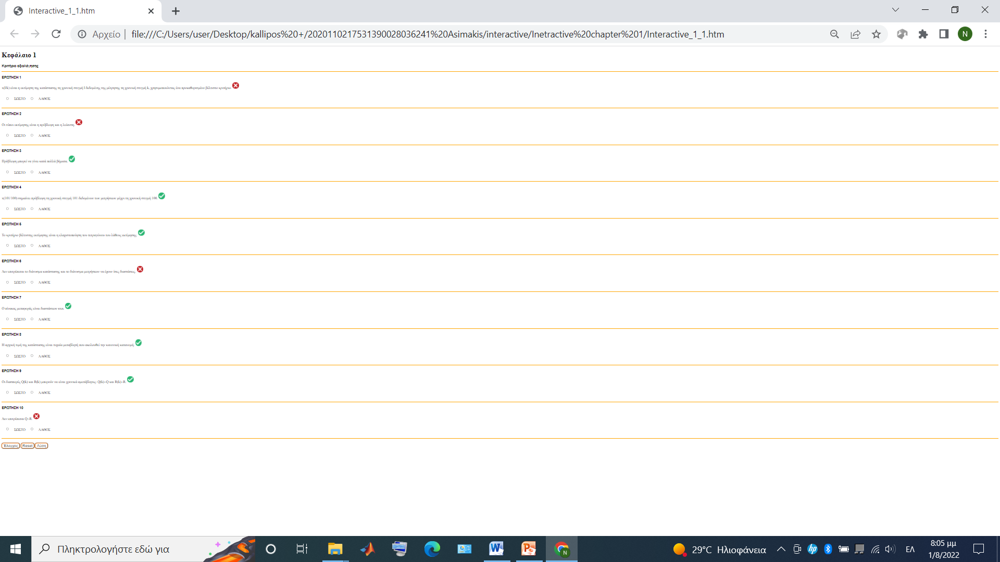 Interactive_1_1.htm
Αρχείο | file:///C:/Users/user/Desktop/kallipos%20+/2020110217531390028036241%20Asimakis/interactive/Inetractive%20chapter%201/Interactive_1_1.htm
N
Κεφάλαιο 1
Κριτήριο αξιολόγησης
ΕΡΩΤΗΣΗ 1
x(l/k) είναι η εκτίμηση της κατάστασης τη χρονική στιγμή l δεδομένης της μέτρησης τη χρονική στιγμή k, χρησιμοποιώντας ένα προκαθορισμένο βέλτιστο κριτήριο.
ΣΩΣΤΟ ΛΑΘΟΣ
ΕΡΩΤΗΣΗ 2
Οι τύποι εκτίμησης είναι η πρόβλεψη και η λείανση.
ΣΩΣΤΟ ΛΑΘΟΣ
ΕΡΩΤΗΣΗ 3
Πρόβλεψη μπορεί να γίνει κατά πολλά βήματα.
ΣΩΣΤΟ ΛΑΘΟΣ
ΕΡΩΤΗΣΗ 4
x(101/100) σημαίνει πρόβλεψη τη χρονική στιγμή 101 δεδομένων των μετρήσεων μέχρι τη χρονική στιγμή 100.
ΣΩΣΤΟ ΛΑΘΟΣ
ΕΡΩΤΗΣΗ 5
Το κριτήριο βέλτιστης εκτίμησης είναι η ελαχιστοποίηση του τετραγώνου του λάθους εκτίμησης.
ΣΩΣΤΟ ΛΑΘΟΣ
ΕΡΩΤΗΣΗ 6
Δεν επιτρέπεται το διάνυσμα κατάστασης και το διάνυσμα μετρήσεων να έχουν ίσες διαστάσεις.
ΣΩΣΤΟ ΛΑΘΟΣ
ΕΡΩΤΗΣΗ 7
Ο πίνακας μεταφοράς είναι διαστάσεων nxn.
ΣΩΣΤΟ ΛΑΘΟΣ
ΕΡΩΤΗΣΗ 8
Η αρχική τιμή της κατάστασης είναι τυχαία μεταβλητή που ακολουθεί την κανονική κατανομή.
ΣΩΣΤΟ ΛΑΘΟΣ
ΕΡΩΤΗΣΗ 9
Οι διασπορές Q(k) και R(k) μπορούν να είναι χρονικά αμετάβλητες: Q(k)=Q και R(k)=R.
ΣΩΣΤΟ ΛΑΘΟΣ
ΕΡΩΤΗΣΗ 10
Δεν επιτρέπεται Q=R.
ΣΩΣΤΟ ΛΑΘΟΣ
Έλεγχος Reset Λύση
Πληκτρολογήστε εδώ για
29°C Ηλιοφάνεια
ΕΛ
8:05 μμ
1/8/2022